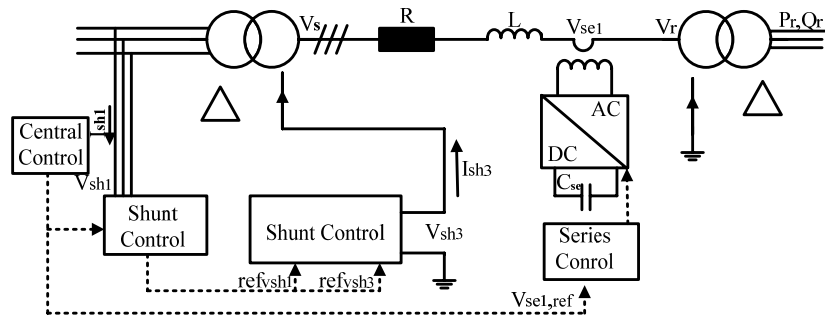 Vs
R
L
Vse1
Vr
Pr,Qr
Central
Control
sh1
Vsh1
AC
DC
Cse
Ish3
Shunt
Control
Shunt Control
Vsh3
Series
Conrol
refvsh1
refvsh3
Vse1,ref